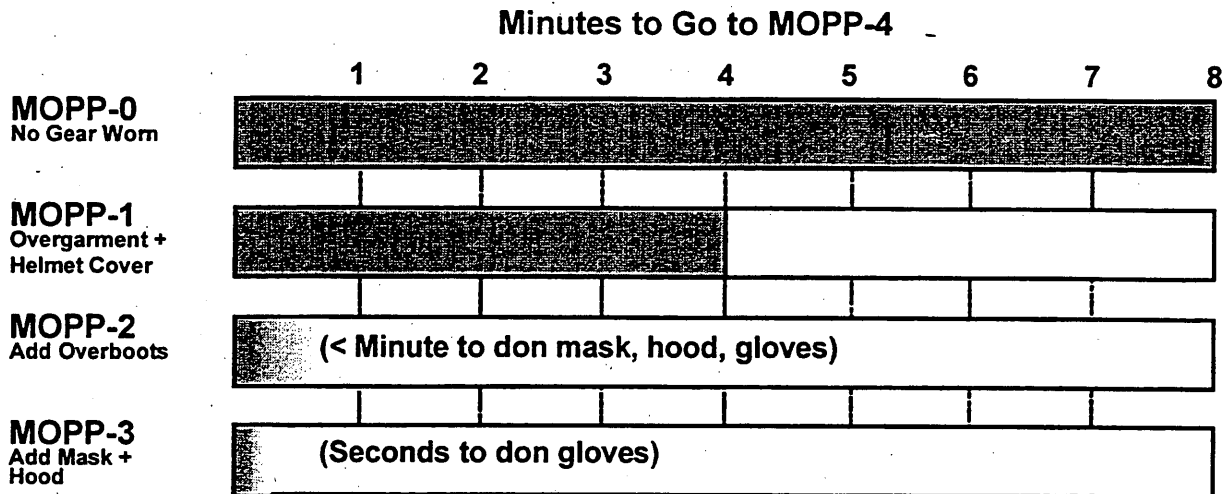 Minutes to Go to MOPP-4
1 2 3 4 5 6 7 8
MOPP-0
No Gear Worn
MOPP-1
Overgarment +
Helmet Cover
MOPP-2
Add Overboots
(< Minute to don mask, hood, gloves)
MOPP-3
Add Mask +
Hood
(Seconds to don gloves)